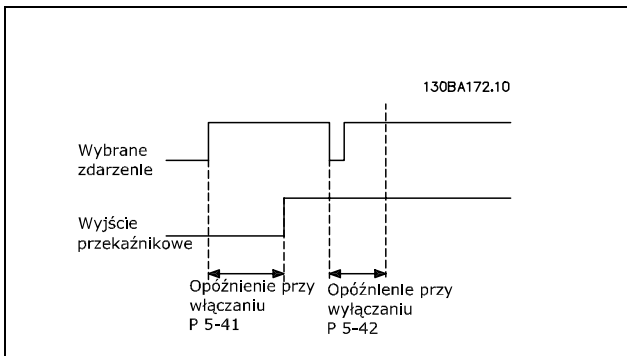 130BA172.10
Wybrane
zdarzenie
Wyjście
przekaźnikowe
Opóźnienie przy
włączaniu
P 5-41
Opóźnienie przy
wyłączaniu
P 5-42